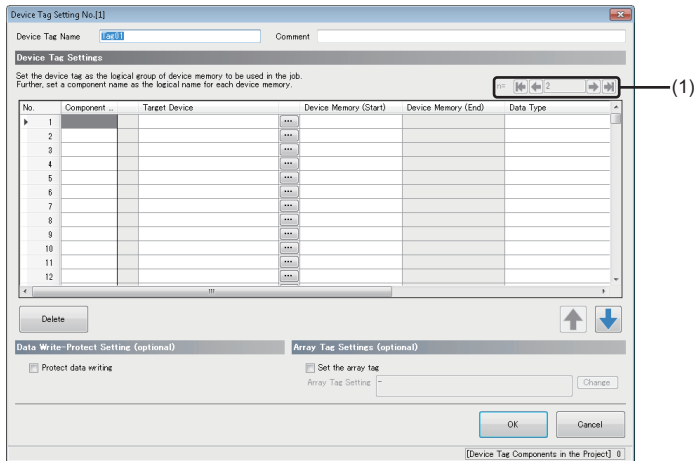 Device Tag Setting No.[1]
Device Tag Name Tag01 Comment
Device Tag Settings
Set the device tag as the logical group of device memory to be used in the job.
Further, set a component name as the logical name for each device memory.
2
(1)
No. Component .. Target Device Device Memory (Start) Device Memory (End) Data Type
1 ...
2 ...
3 ...
4 ...
5 ...
6 ...
7 ...
8 ...
9 ...
10 ...
11 ...
12 ...
Delete
Data Write-Protect Setting (optional) Array Tag Settings (optional)
Protect data writing Set the array tag
Array Tag Setting - Change
OK Cancel
[Device Tag Components in the Project] 0